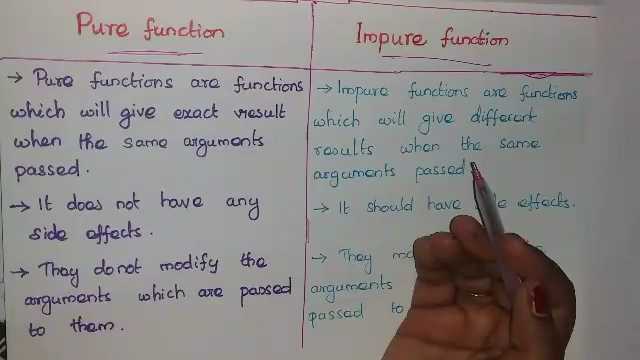 Pure function
→ Pure functions are functions
which will give exact result
when the same arguments
passed.
→ It does not have any
side effects.
→ They do not modify the
arguments which are passed
to them.
Impure function
→ Impure functions are functions
which will give different
results when the same
arguments passed
→ It should have effects.
→ They
arguments
passed to